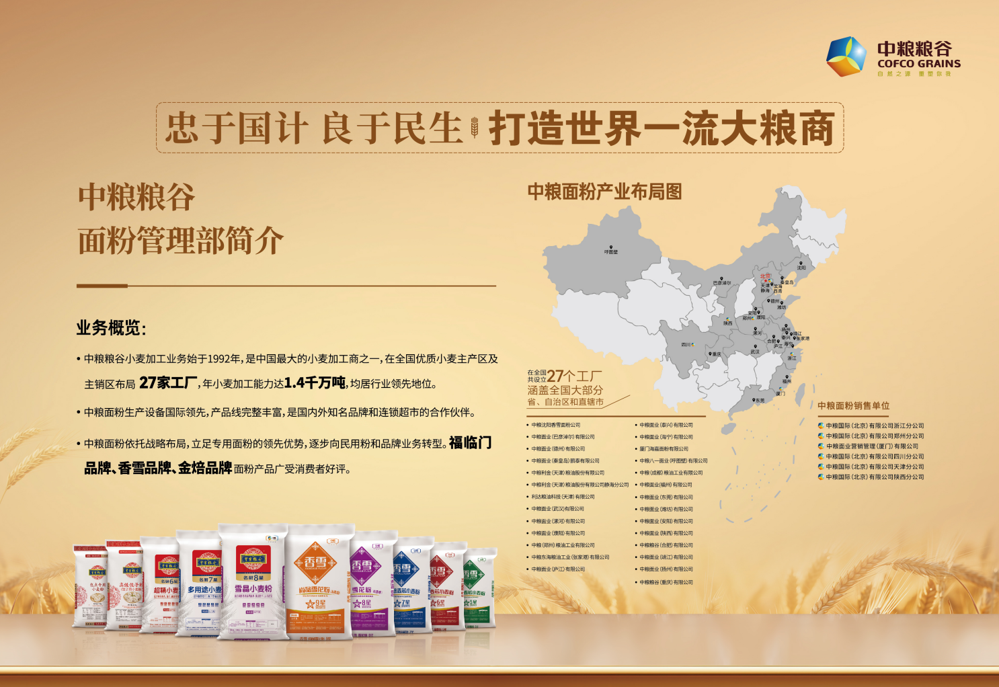 中粮粮谷
COFCO GRAINS
自然之源 重塑你我
忠于国计 良于民生 打造世界一流大粮商
中粮粮谷
面粉管理部简介
业务概览：
• 中粮粮谷小麦加工业务始于1992年，是中国最大的小麦加工商之一，在全国优质小麦主产区及
主销区布局 27家工厂，年小麦加工能力达1.4千万吨，均居行业领先地位。
• 中粮面粉生产设备国际领先，产品线完整丰富，是国内外知名品牌和连锁超市的合作伙伴。
• 中粮面粉依托战略布局，立足专用面粉的领先优势，逐步向民用粉和品牌业务转型。福临门
品牌、香雪品牌、金焙品牌面粉产品广受消费者好评。
中粮面粉产业布局图
呼图壁
巴彦淖尔
沈阳
北京
秦皇岛
天津
滨海
静海
西青
德州
潍坊
安阳
郑州
濮阳
陕西
漯河
扬州
靖江
泰兴
张家港
合肥
庐江
海宁
四川
重庆
武汉
浙江
福州
厦门
东莞
在全国
共设立27个工厂
涵盖全国大部分
省、自治区和直辖市
• 中粮沈阳香雪面粉公司
• 中粮面业（巴彦淖尔）有限公司
• 中粮面业（德州）有限公司
• 中粮面业（秦皇岛）鹏泰有限公司
• 中粮利金（天津）粮油股份有限公司
• 中粮利金（天津）粮油股份有限公司静海分公司
• 利达粮油科技（天津）有限公司
• 中粮面业（武汉）有限公司
• 中粮面业（漯河）有限公司
• 中粮面业（濮阳）有限公司
• 中粮（郑州）粮油工业有限公司
• 中粮东海粮油工业（张家港）有限公司
• 中粮面业（庐江）有限公司
• 中粮面业（泰兴）有限公司
• 中粮面业（海宁）有限公司
• 厦门海嘉面粉有限公司
• 中粮八一面业（呼图壁）有限公司
• 中粮（成都）粮油工业有限公司
• 中粮面业（福州）有限公司
• 中粮面业（东莞）有限公司
• 中粮面业（潍坊）有限公司
• 中粮面业（安阳）有限公司
• 中粮面业（陕西）有限公司
• 中粮粮谷（合肥）有限公司
• 中粮面业（靖江）有限公司
• 中粮面业（扬州）有限公司
• 中粮粮谷（重庆）有限公司
中粮面粉销售单位
中粮国际（北京）有限公司浙江分公司
中粮国际（北京）有限公司郑州分公司
中粮面业营销管理（厦门）有限公司
中粮国际（北京）有限公司四川分公司
中粮国际（北京）有限公司天津分公司
中粮国际（北京）有限公司陕西分公司
名厨6星
超精小麦
名厨7星
多用途小麦粉
名厨8星
雪晶小麦粉
香雪
尚品雪花粉
9星
香雪
雪花粉
8星
香雪
7星
香雪
6星
香雪